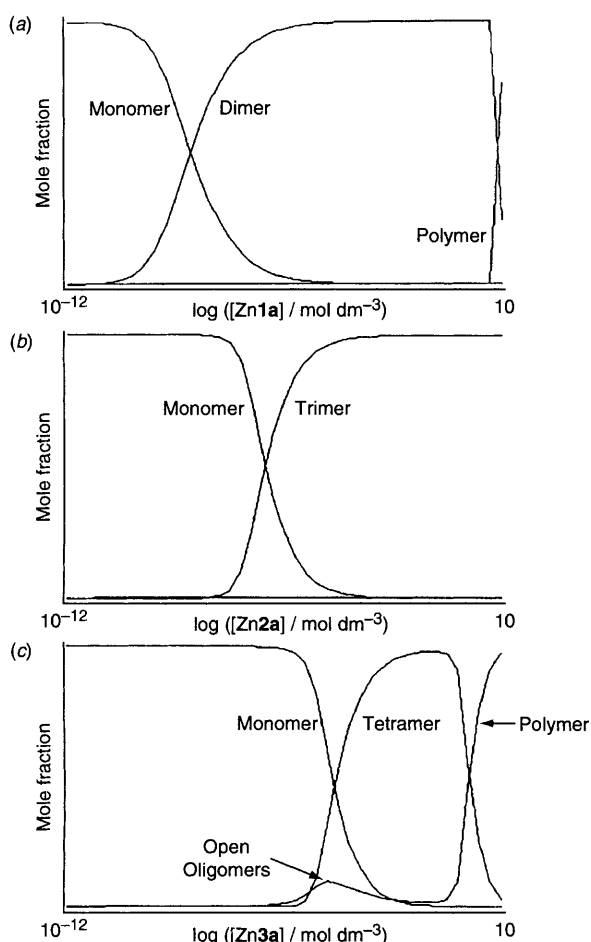 (a)
Mole fraction
Monomer
Dimer
Polymer
10−12
log ([Zn1a] / mol dm−3)
10
(b)
Mole fraction
Monomer
Trimer
10−12
log ([Zn2a] / mol dm−3)
10
(c)
Mole fraction
Monomer
Tetramer
Polymer
Open
Oligomers
10−12
log ([Zn3a] / mol dm−3)
10